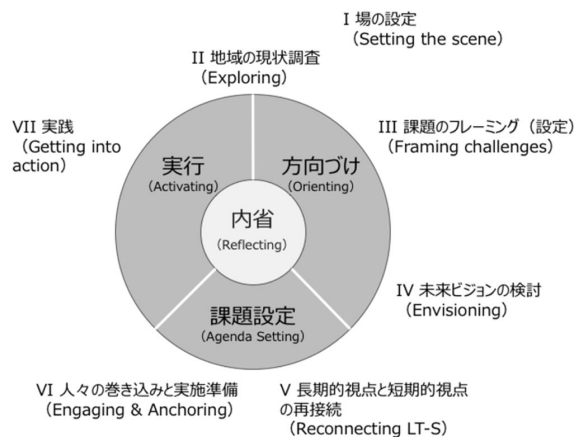 I 場の設定
(Setting the scene)
II 地域の現状調査
(Exploring)
III 課題のフレーミング（設定）
(Framing challenges)
VII 実践
(Getting into
action)
実行
(Activating)
方向づけ
(Orienting)
内省
(Reflecting)
課題設定
(Agenda Setting)
IV 未来ビジョンの検討
(Envisioning)
VI 人々の巻き込みと実施準備
(Engaging & Anchoring)
V 長期的視点と短期的視点
の再接続
(Reconnecting LT-S)